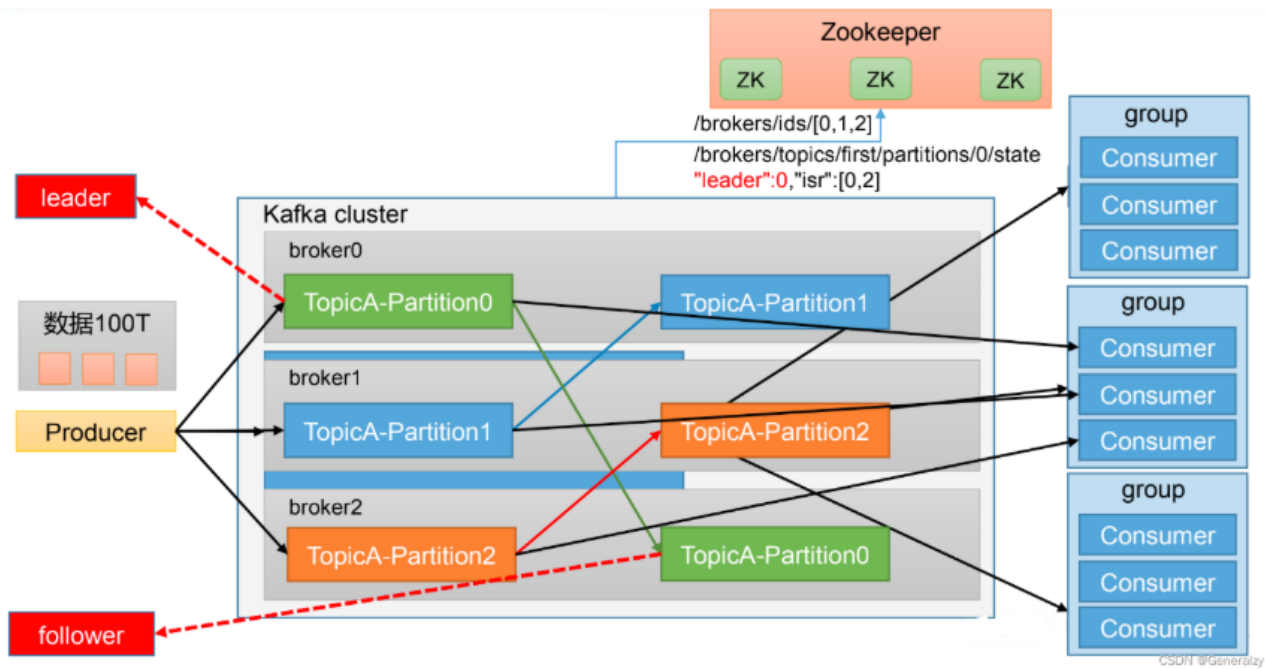 Zookeeper
ZK
ZK
ZK
/brokers/ids/[0,1,2]
/brokers/topics/first/partitions/0/state
"leader":0,"isr":[0,2]
leader
数据100T
Producer
follower
Kafka cluster
broker0
TopicA-Partition0
TopicA-Partition1
broker1
TopicA-Partition1
TopicA-Partition2
broker2
TopicA-Partition2
TopicA-Partition0
group
Consumer
Consumer
Consumer
group
Consumer
Consumer
Consumer
group
Consumer
Consumer
Consumer
CSDN @Generalzy